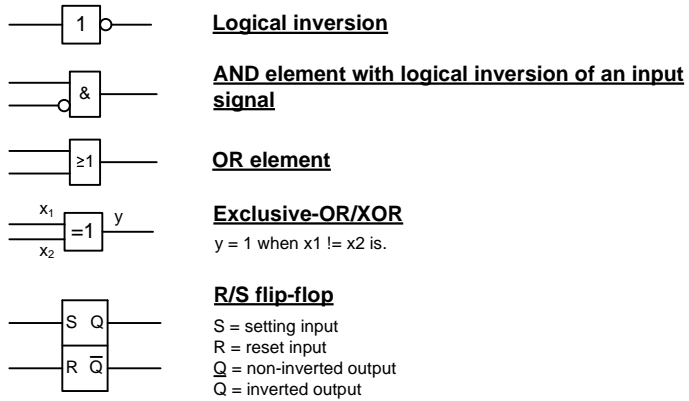 1
Logical inversion
&
AND element with logical inversion of an input
signal
≥1
OR element
x₁
=1
y
x₂
Exclusive-OR/XOR
y = 1 when x1 != x2 is.
S Q
R Q̅
R/S flip-flop
S = setting input
R = reset input
Q̲ = non-inverted output
Q = inverted output